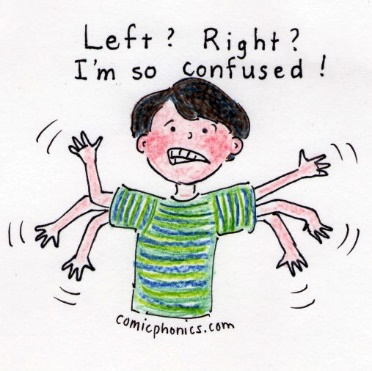 Left? Right?
I'm so confused!
comicphonics.com